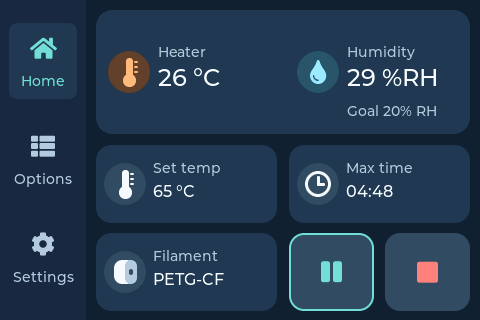 Home
Options
Settings
Heater
26 °C
Humidity
29 %RH
Goal 20% RH
Set temp
65 °C
Max time
04:48
Filament
PETG-CF